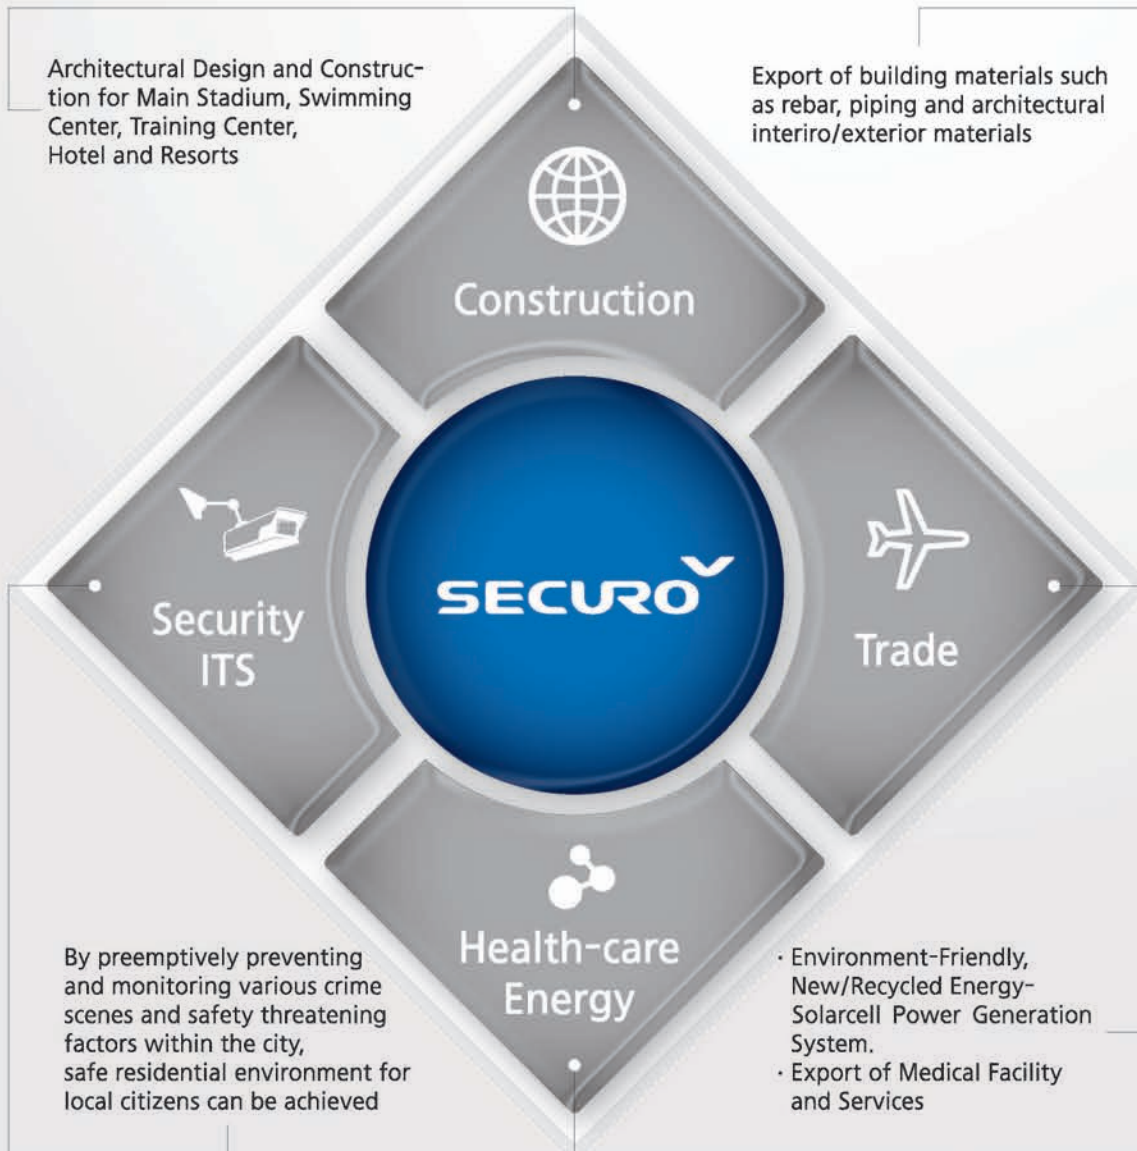 Architectural Design and Construc-
tion for Main Stadium, Swimming
Center, Training Center,
Hotel and Resorts
Export of building materials such
as rebar, piping and architectural
interiro/exterior materials
Construction
Security
ITS
SECURO
Trade
Health-care
Energy
By preemptively preventing
and monitoring various crime
scenes and safety threatening
factors within the city,
safe residential environment for
local citizens can be achieved
· Environment-Friendly,
New/Recycled Energy-
Solarcell Power Generation
System.
· Export of Medical Facility
and Services